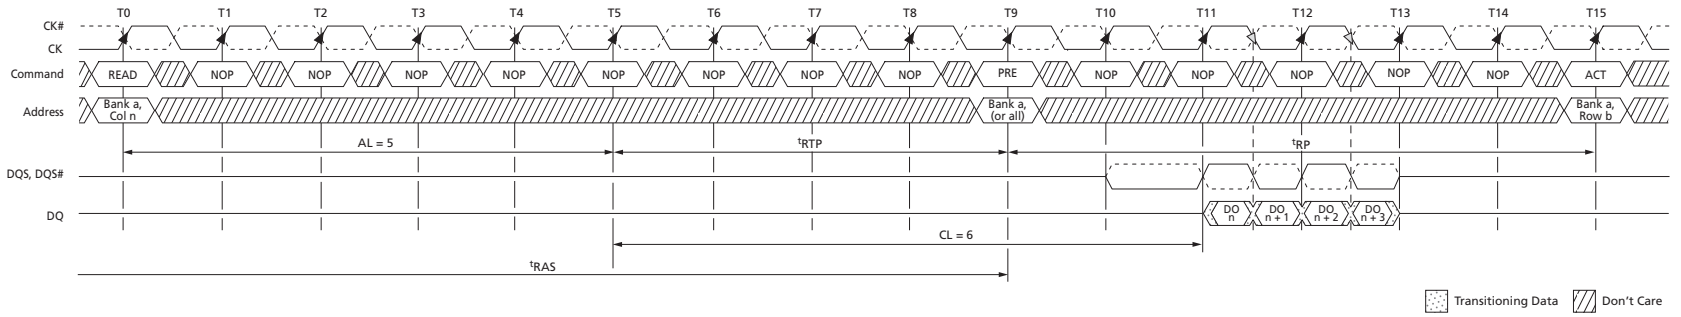 T0 T1 T2 T3 T4 T5 T6 T7 T8 T9 T10 T11 T12 T13 T14 T15
CK#
CK
Command READ NOP NOP NOP NOP NOP NOP NOP NOP PRE NOP NOP NOP NOP NOP ACT
Address Bank a, Col n Bank a, (or all) Bank a, Row b
AL = 5 tRTP tRP
DQS, DQS#
DQ DO n DO n + 1 DO n + 2 DO n + 3
CL = 6
tRAS
Transitioning Data Don't Care